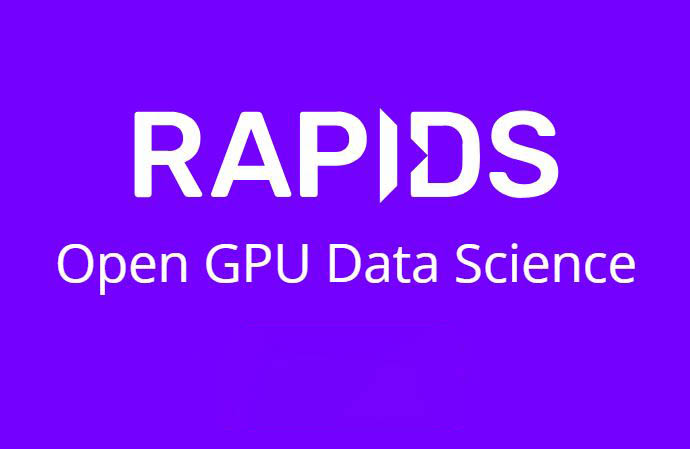 RAPIDS
Open GPU Data Science